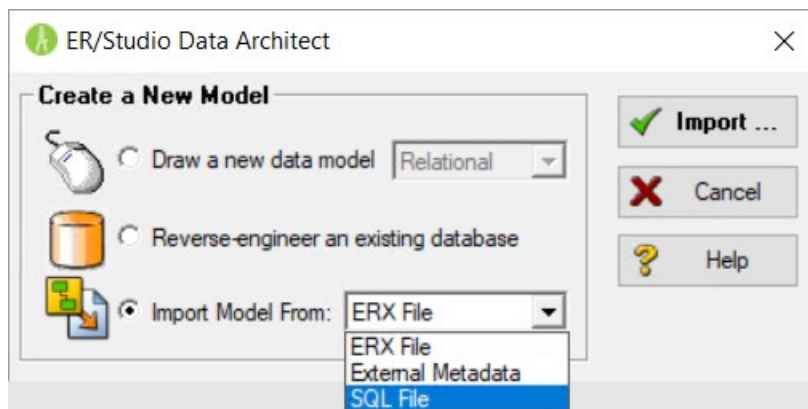 ER/Studio Data Architect
Create a New Model
Draw a new data model Relational
Reverse-engineer an existing database
Import Model From: ERX File
ERX File
External Metadata
SQL File
Import ...
Cancel
Help